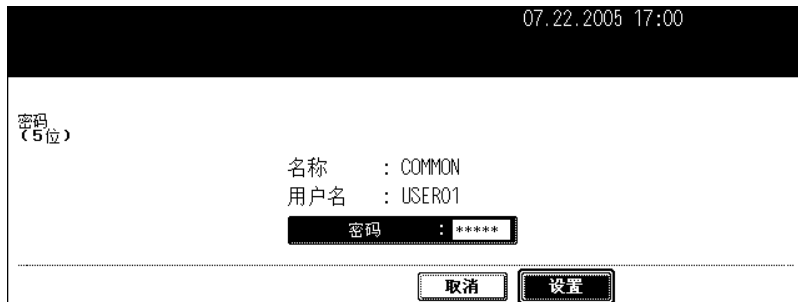 07.22.2005 17:00
密码
(5位)
名称 : COMMON
用户名 : USER01
密码 : *****
取消 设置